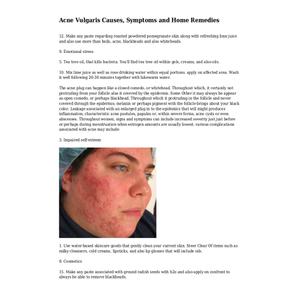 Acne Vulgaris Causes, Symptoms and Home Remedies
12. Make any paste regarding roasted powdered pomegranate skin along with refreshing lime juice
and also use more than boils, acne, blackheads and also whiteheads.
9. Emotional stress
5. Tea tree oil, that kills bacteria. You'll find tea tree oil within gels, creams, and also oils.
10. Mix lime juice as well as rose drinking water within equal portions. apply on affected area. Wash
it well following 20-30 minutes together with lukewarm water.
The acne plug can happen like a closed comedo, or whitehead. Throughout which, it certainly not
protruding from your follicle also it covered by the epidermis. Some Other it may always be appear
as open comedo, or perhaps blackhead, Throughout which it protruding in the follicle and never
covered through the epidermis, melanin or perhaps pigment with the follicle brings about your black
color. Leakage associated with an enlarged plug in to the epidermis that will might produces
inflammation, characteristic acne pustules, papules or, within severe forms, acne cysts or even
abscesses. Throughout women, signs and symptoms can include increased severity just just before
or perhaps during menstruation when estrogen amounts are usually lowest. various complications
associated with acne may include:
3. Impaired self-esteem
1. Use water-based skincare goods that gently clean your current skin. Steer Clear Of items such as
milky cleansers, cold creams, lipsticks, and also lip glosses that will include oils.
8. Cosmetics
15. Make any paste associated with ground radish seeds with h2o and also apply on comfront to
always be able to remove blackheads.